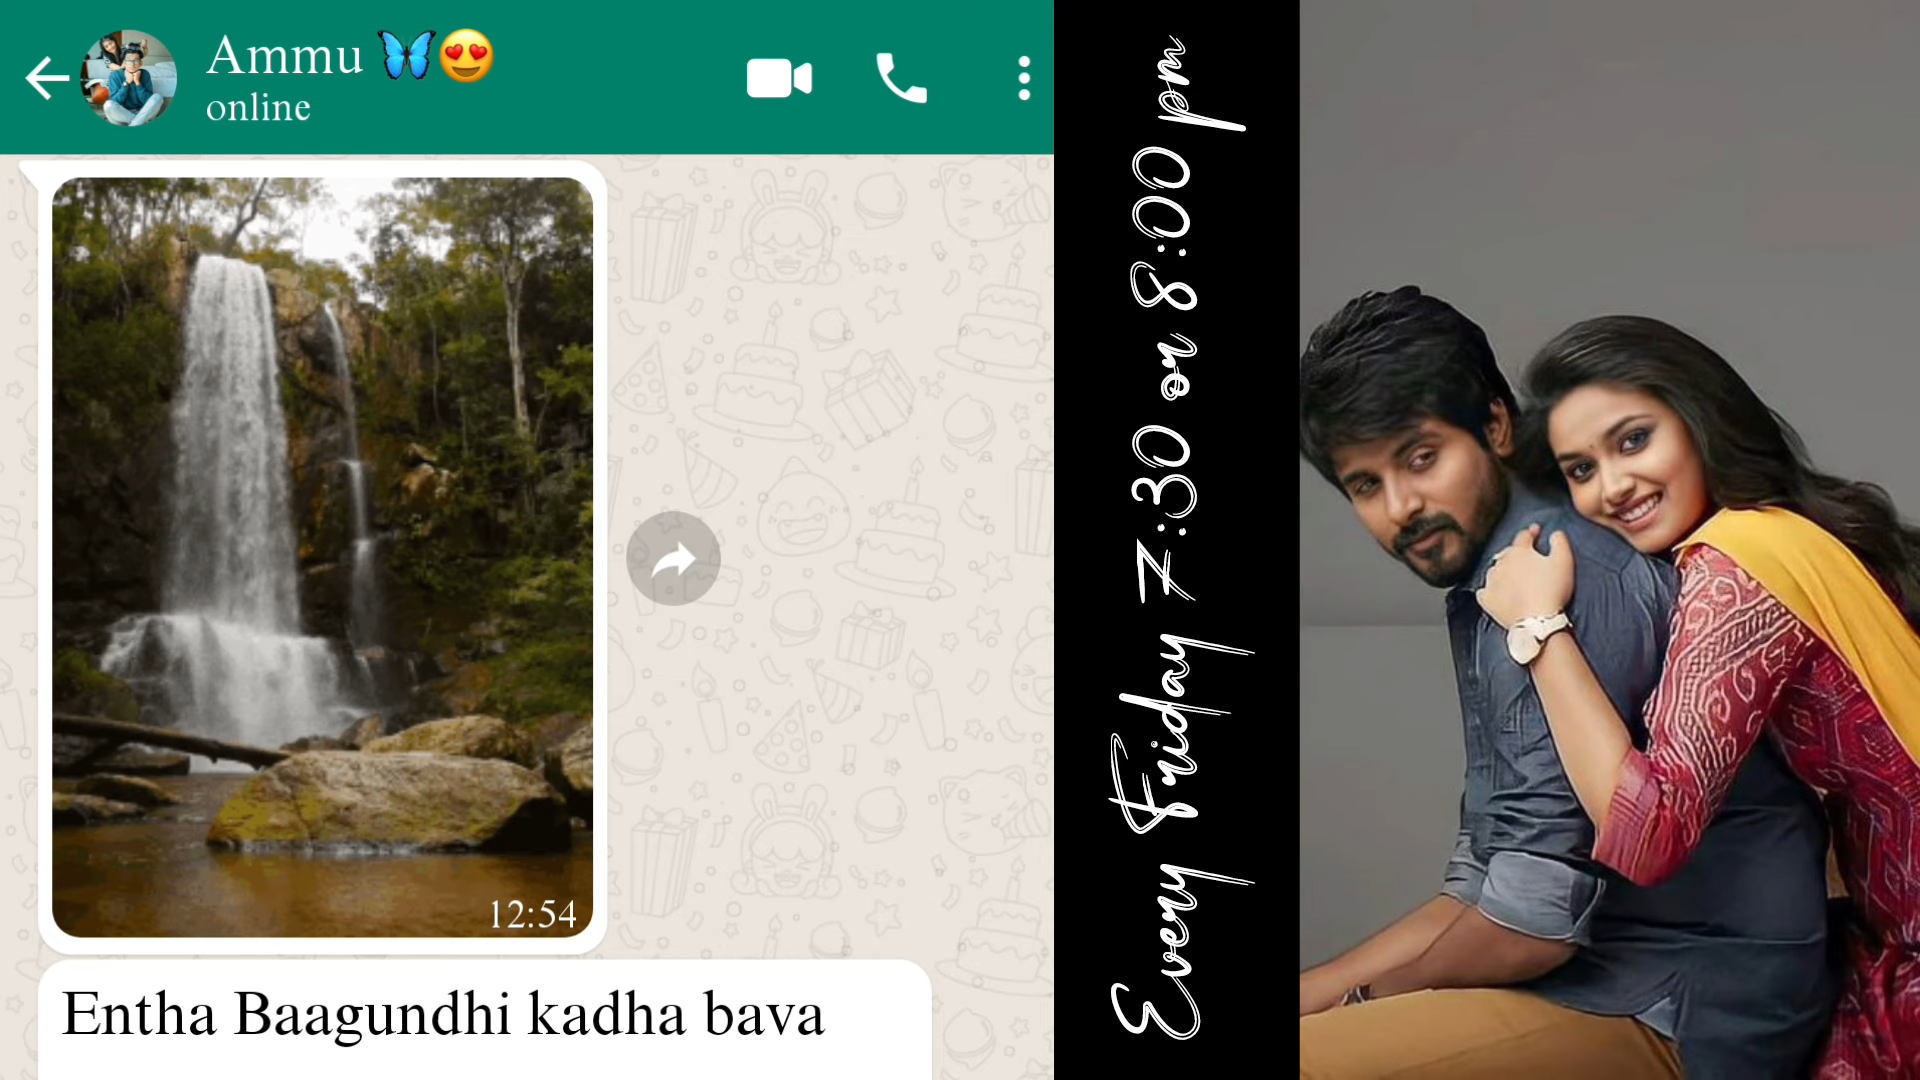 Ammu 🦋😍
online
12:54
Entha Baagundhi kadha bava
Every Friday 7:30 or 8:00 pm